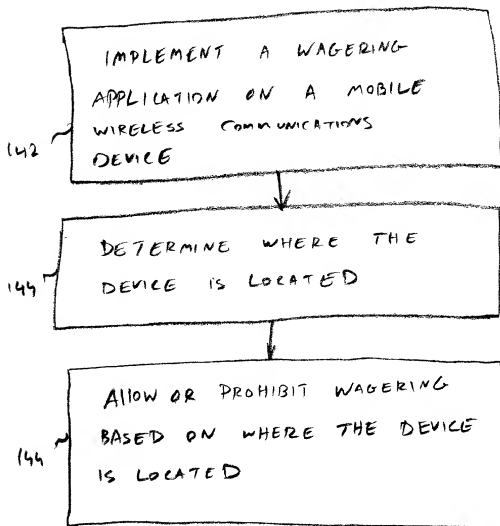 IMPLEMENT A WAGERING
APPLICATION ON A MOBILE
WIRELESS COMMUNICATIONS
DEVICE
142
DETERMINE WHERE THE
DEVICE IS LOCATED
144
ALLOW OR PROHIBIT WAGERING
BASED ON WHERE THE DEVICE
IS LOCATED
144